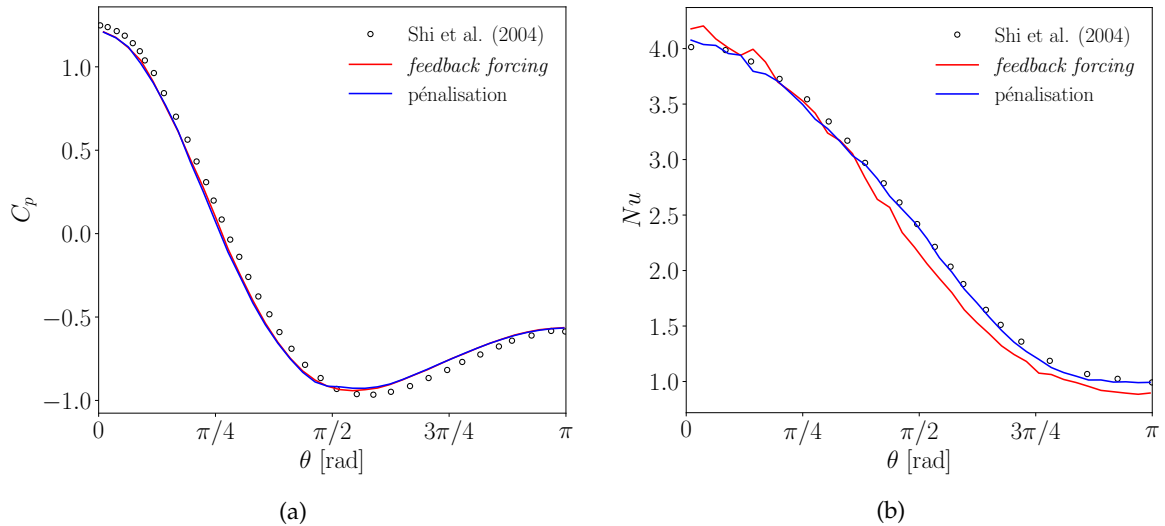 Shi et al. (2004)
feedback forcing
pénalisation
1.0
0.5
0.0
−0.5
−1.0
C_p
0
π/4
π/2
3π/4
π
θ [rad]
(a)
Shi et al. (2004)
feedback forcing
pénalisation
4.0
3.5
3.0
2.5
2.0
1.5
1.0
Nu
0
π/4
π/2
3π/4
π
θ [rad]
(b)